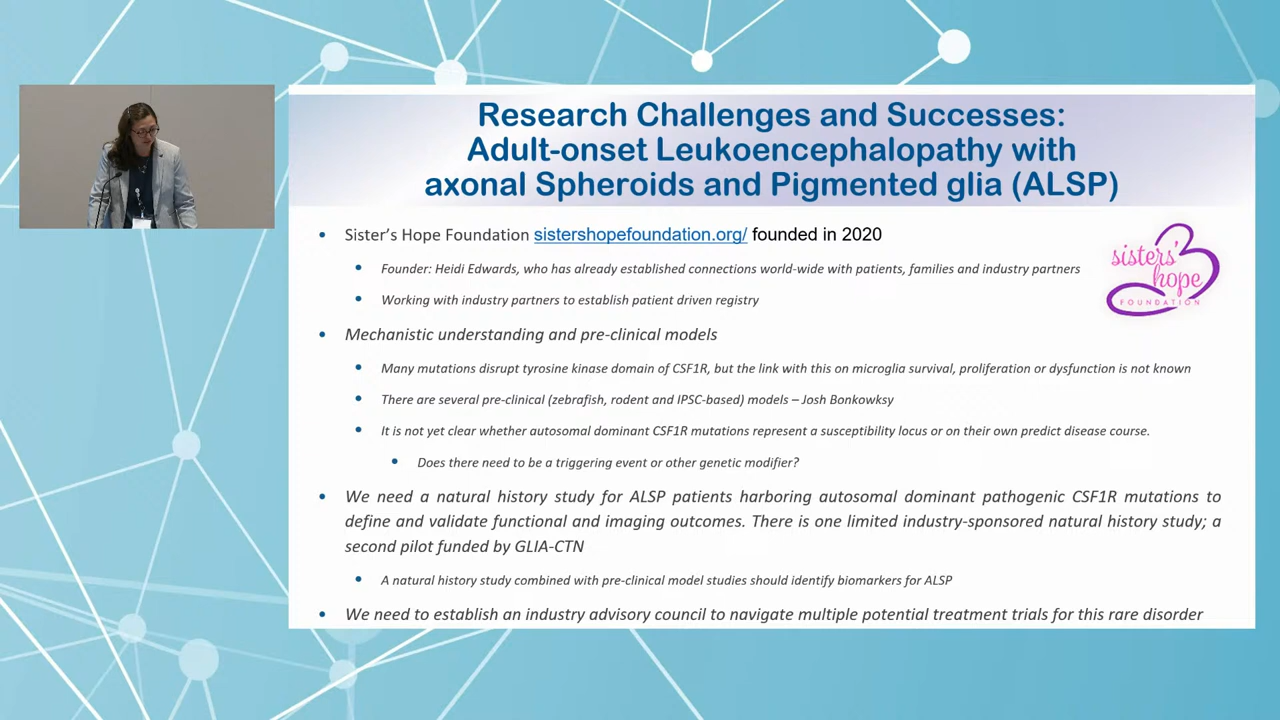 Research Challenges and Successes:
Adult-onset Leukoencephalopathy with
axonal Spheroids and Pigmented glia (ALSP)
• Sister's Hope Foundation sistershopefoundation.org/ founded in 2020
• Founder: Heidi Edwards, who has already established connections world-wide with patients, families and industry partners
• Working with industry partners to establish patient driven registry
sisters'
hope
FOUNDATION
• Mechanistic understanding and pre-clinical models
• Many mutations disrupt tyrosine kinase domain of CSF1R, but the link with this on microglia survival, proliferation or dysfunction is not known
• There are several pre-clinical (zebrafish, rodent and IPSC-based) models – Josh Bonkowksy
• It is not yet clear whether autosomal dominant CSF1R mutations represent a susceptibility locus or on their own predict disease course.
• Does there need to be a triggering event or other genetic modifier?
• We need a natural history study for ALSP patients harboring autosomal dominant pathogenic CSF1R mutations to
define and validate functional and imaging outcomes. There is one limited industry-sponsored natural history study; a
second pilot funded by GLIA-CTN
• A natural history study combined with pre-clinical model studies should identify biomarkers for ALSP
• We need to establish an industry advisory council to navigate multiple potential treatment trials for this rare disorder